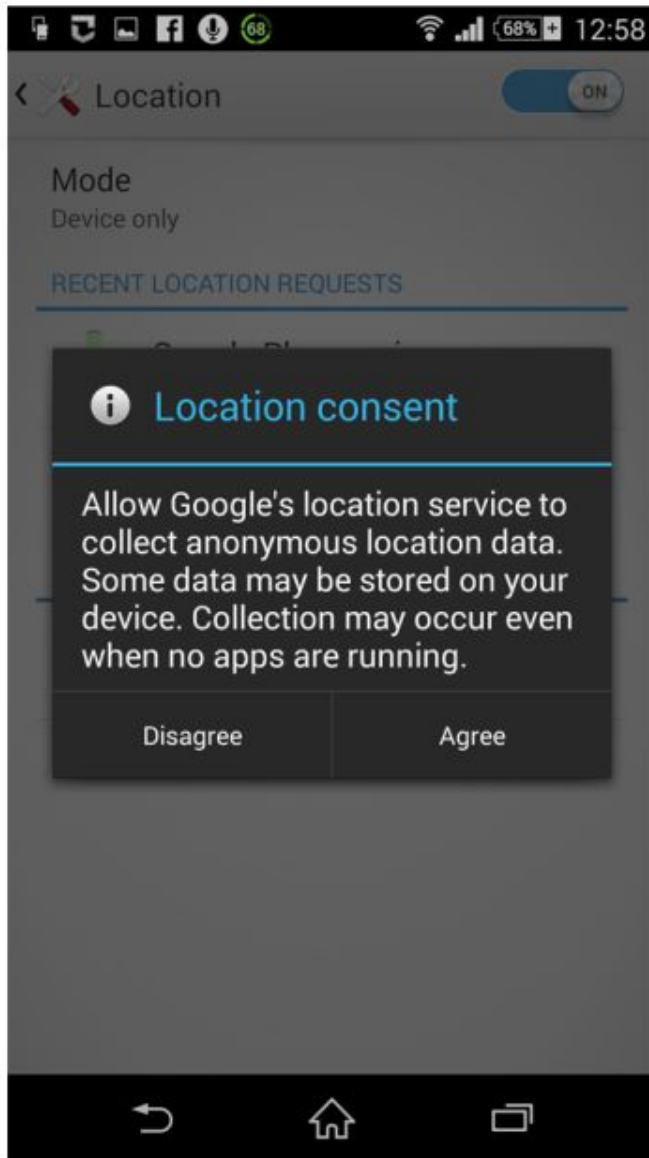 68 68% 12:58
Location ON
Mode
Device only
RECENT LOCATION REQUESTS
Location consent
Allow Google's location service to
collect anonymous location data.
Some data may be stored on your
device. Collection may occur even
when no apps are running.
Disagree Agree